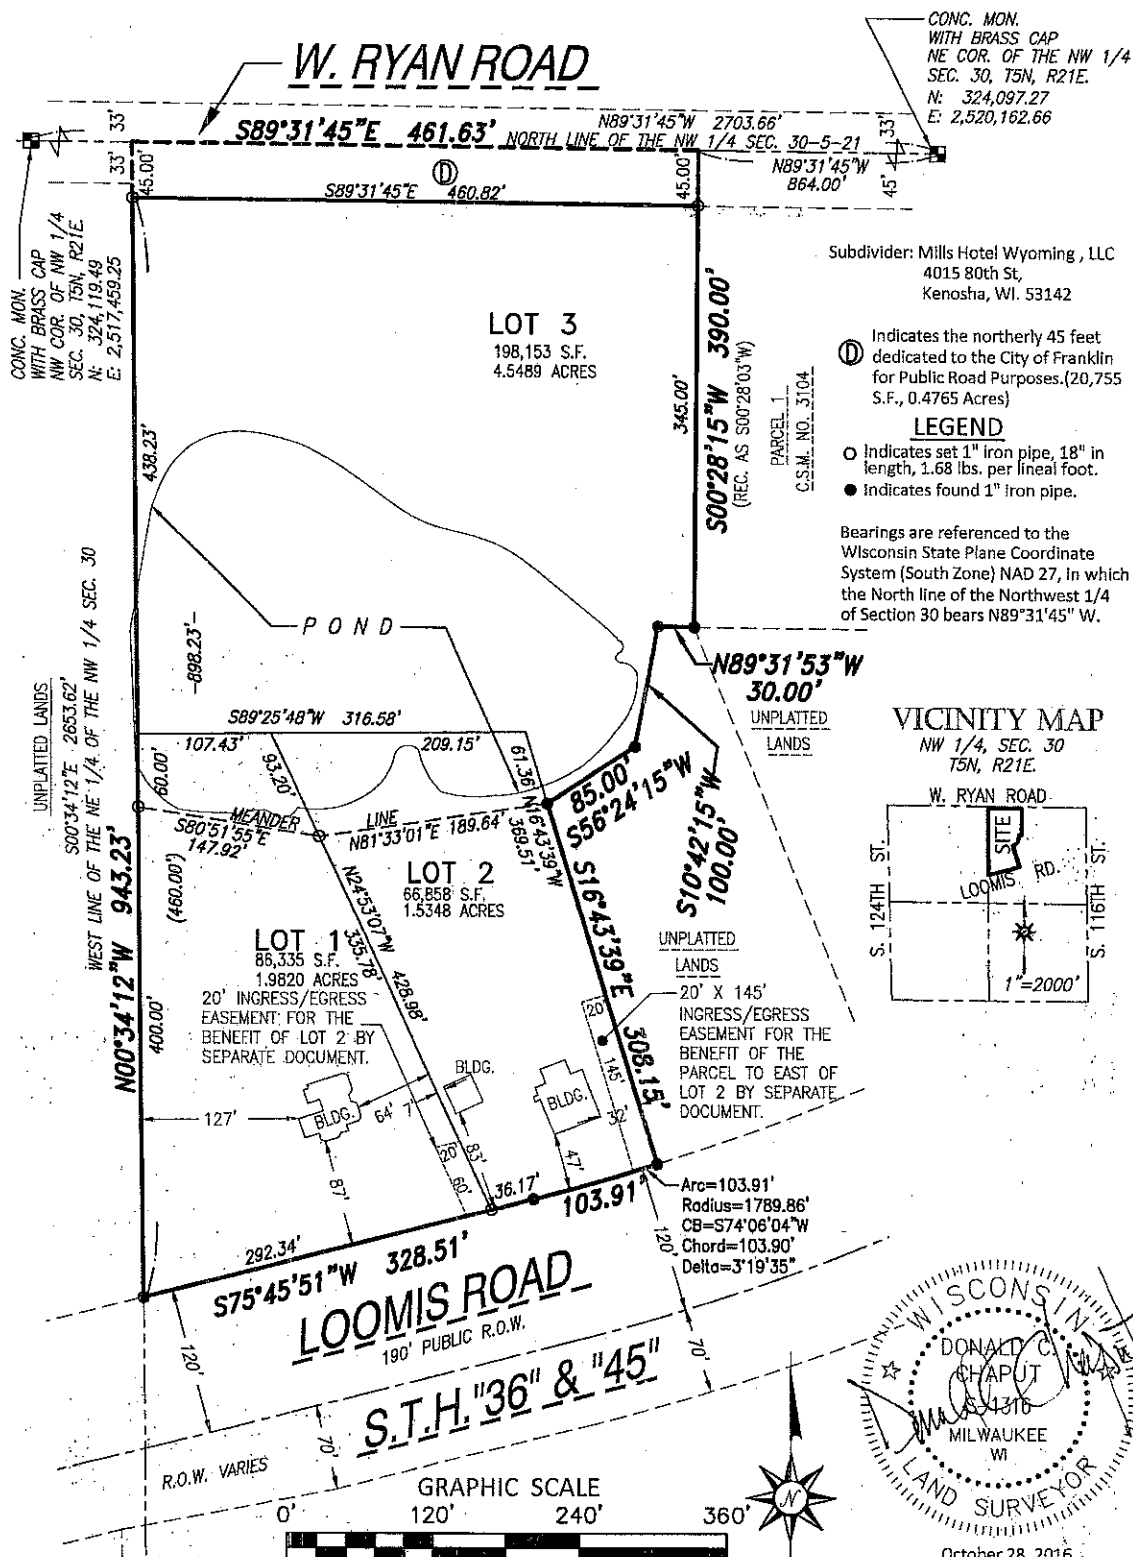 CONC. MON.
WITH BRASS CAP
NE COR. OF THE NW 1/4
SEC. 30, T5N, R21E.
N: 324,097.27
E: 2,520,162.66
W. RYAN ROAD
33'
S89°31'45"E 461.63'
N89°31'45"W 2703.66'
NORTH LINE OF THE NW 1/4 SEC. 30-5-21
33'
33'
45.00'
D
S89°31'45"E 460.82'
45.00'
N89°31'45"W
864.00'
45'
CONC. MON.
WITH BRASS CAP
NW COR. OF NW 1/4
SEC. 30, T5N, R21E.
N: 324,119.49
E: 2,517,459.25
Subdivider: Mills Hotel Wyoming , LLC
4015 80th St,
Kenosha, WI. 53142
LOT 3
198,153 S.F.
4.5489 ACRES
S00°28'15"W 390.00'
(REC. AS S00°28'03"W)
345.00'
PARCEL 1
C.S.M. NO. 3104
D
Indicates the northerly 45 feet
dedicated to the City of Franklin
for Public Road Purposes.(20,755
S.F., 0.4765 Acres)
LEGEND
Indicates set 1" iron pipe, 18" in
length, 1.68 lbs. per lineal foot.
Indicates found 1" iron pipe.
Bearings are referenced to the
Wisconsin State Plane Coordinate
System (South Zone) NAD 27, in which
the North line of the Northwest 1/4
of Section 30 bears N89°31'45" W.
438.23'
-898.23'-
POND
N89°31'53"W
30.00'
UNPLATTED
LANDS
UNPLATTED LANDS
S00°34'12"E 2653.62'
WEST LINE OF THE NE 1/4 OF THE NW 1/4 SEC. 30
N00°34'12"W 943.23'
S89°25'48"W 316.58'
107.43'
209.15'
60.00'
93.20'
61.36'
85.00'
S56°24'15"W
S10°42'15"W
100.00'
MEANDER LINE
S80°51'55"E
147.92'
N81°33'01"E 189.64'
N16°43'39"W
369.51'
(460.00')
LOT 2
66,858 S.F.
1.5348 ACRES
N24°53'07"W
335.78'
428.98'
S16°43'39"E 308.15'
LOT 1
86,335 S.F.
1.9820 ACRES
20' INGRESS/EGRESS
EASEMENT FOR THE
BENEFIT OF LOT 2 BY
SEPARATE DOCUMENT.
400.00'
UNPLATTED
LANDS
20' X 145'
INGRESS/EGRESS
EASEMENT FOR THE
BENEFIT OF THE
PARCEL TO EAST OF
LOT 2 BY SEPARATE
DOCUMENT.
20'
145'
VICINITY MAP
NW 1/4, SEC. 30
T5N, R21E.
W. RYAN ROAD
SITE
LOOMIS RD.
S. 124TH ST.
S. 116TH ST.
1"=2000'
127'
BLDG.
64'
7'
BLDG.
BLDG.
32'
47'
87'
20'
60'
83'
36.17'
103.91'
292.34'
S75°45'51"W 328.51'
Arc=103.91'
Radius=1789.86'
CB=S74°06'04"W
Chord=103.90'
Delta=3°19'35"
LOOMIS ROAD
190' PUBLIC R.O.W.
S.T.H. "36" & "45"
120'
120'
70'
70'
R.O.W. VARIES
GRAPHIC SCALE
0' 120' 240' 360'
N
WISCONSIN
DONALD C.
CHAPUT
S-1316
MILWAUKEE
WI
LAND SURVEYOR
October 28, 2016